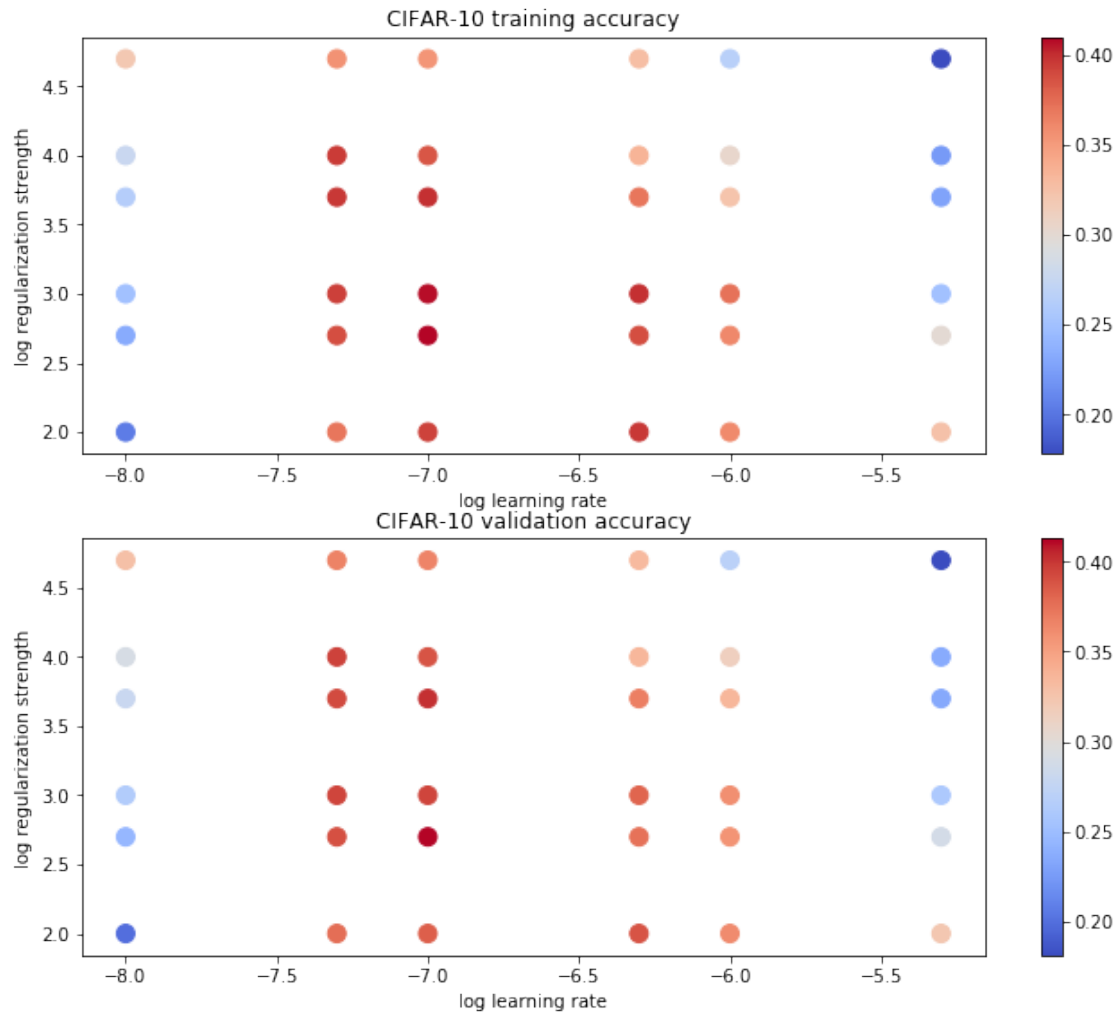 CIFAR-10 training accuracy
log regularization strength
4.5
4.0
3.5
3.0
2.5
2.0
−8.0 −7.5 −7.0 −6.5 −6.0 −5.5
log learning rate
0.40
0.35
0.30
0.25
0.20
CIFAR-10 validation accuracy
log regularization strength
4.5
4.0
3.5
3.0
2.5
2.0
−8.0 −7.5 −7.0 −6.5 −6.0 −5.5
log learning rate
0.40
0.35
0.30
0.25
0.20